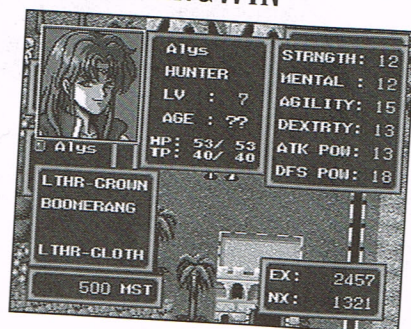 Alys
HUNTER
LV : 7
AGE : ??
HP: 53/ 53
TP: 40/ 40
STRNGTH: 12
MENTAL : 12
AGILITY: 15
DEXTRTY: 13
ATK POW: 13
DFS POW: 18
Alys
LTHR-CROWN
BOOMERANG
LTHR-CLOTH
500 MST
EX: 2457
NX: 1321